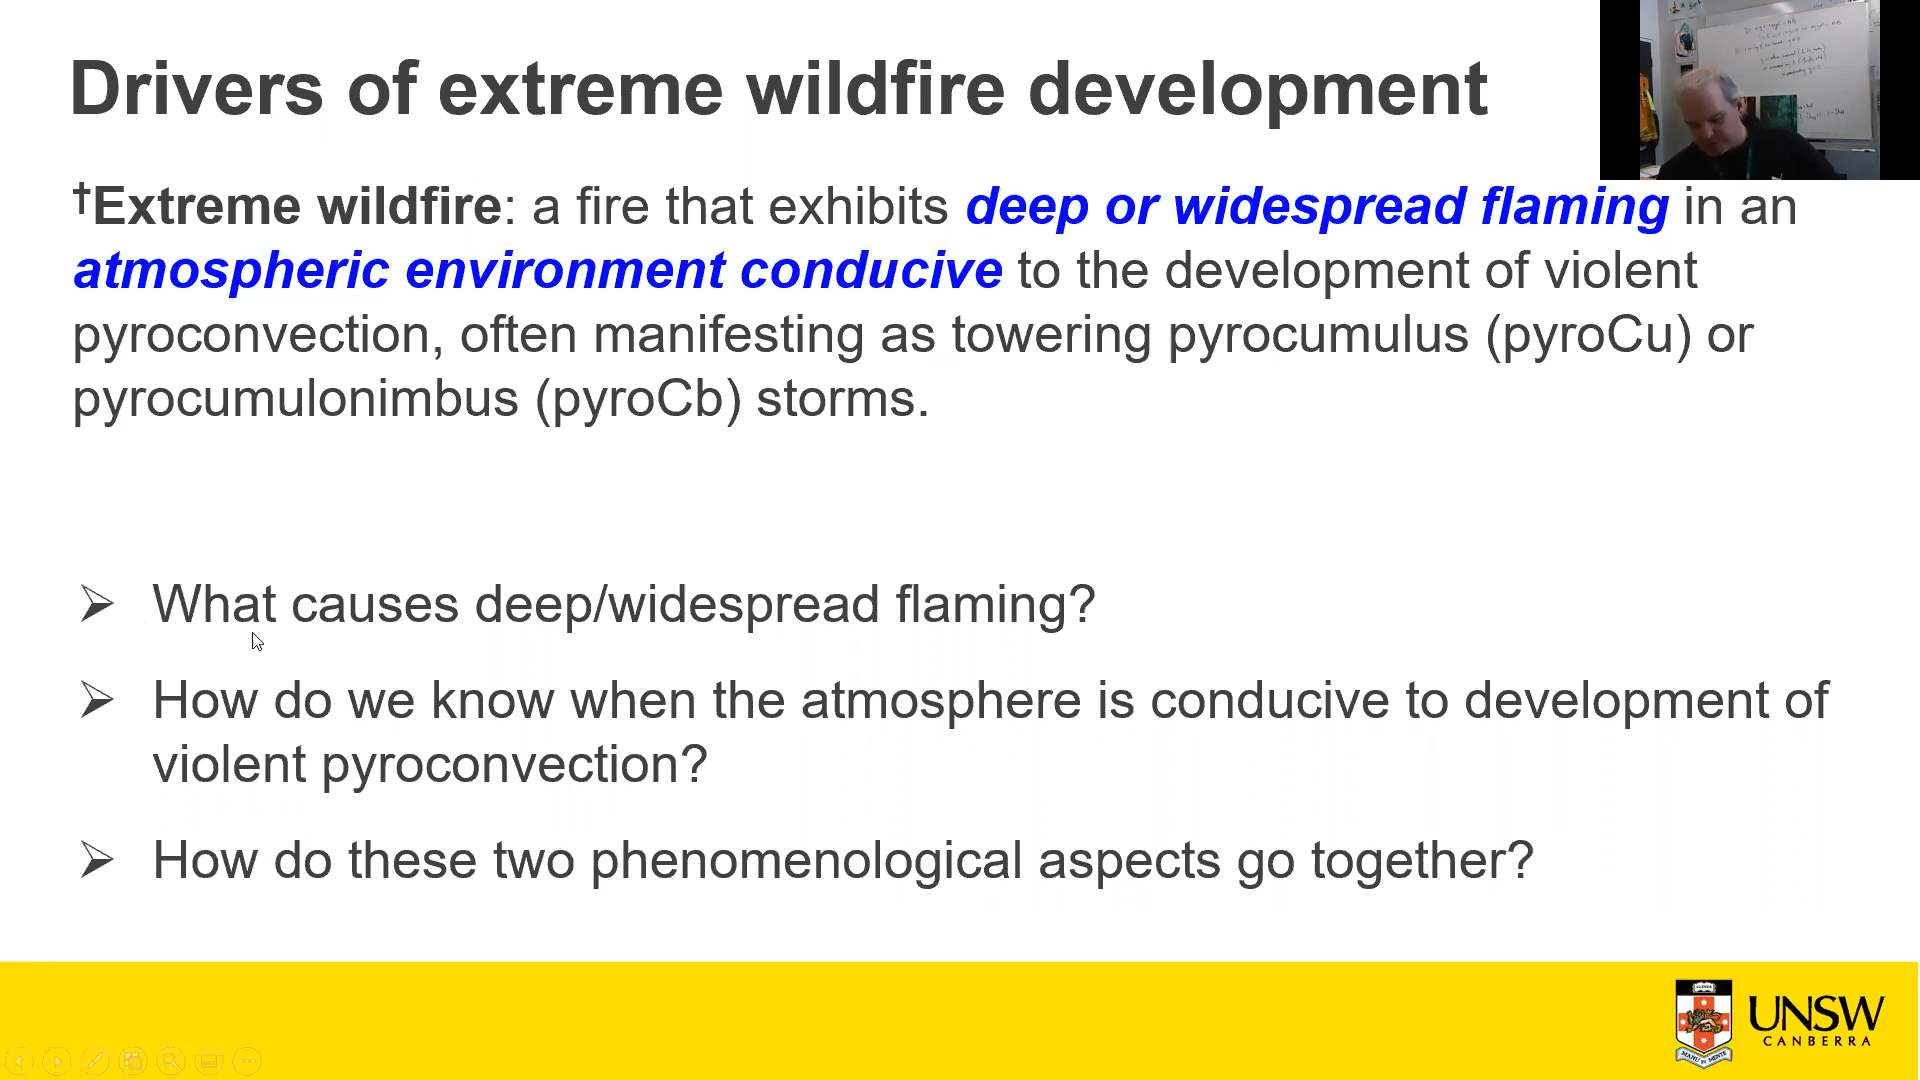 Drivers of extreme wildfire development
†Extreme wildfire: a fire that exhibits deep or widespread flaming in an
atmospheric environment conducive to the development of violent
pyroconvection, often manifesting as towering pyrocumulus (pyroCu) or
pyrocumulonimbus (pyroCb) storms.
➢ What causes deep/widespread flaming?
➢ How do we know when the atmosphere is conducive to development of
violent pyroconvection?
➢ How do these two phenomenological aspects go together?
UNSW
CANBERRA